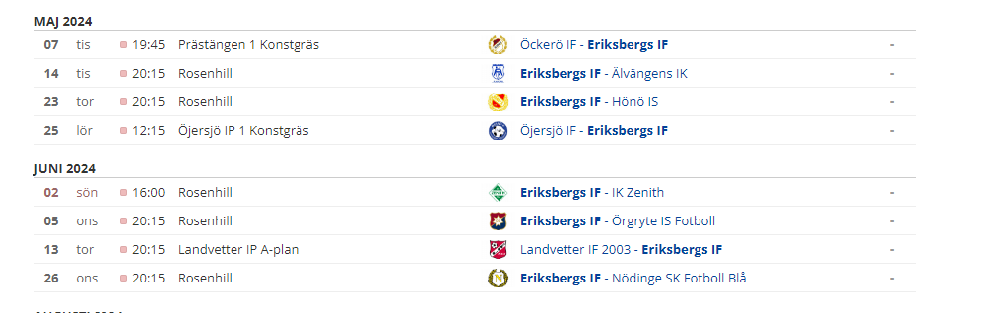 MAJ 2024
07 tis 19:45 Prästängen 1 Konstgräs Öckerö IF - Eriksbergs IF -
14 tis 20:15 Rosenhill Eriksbergs IF - Älvängens IK -
23 tor 20:15 Rosenhill Eriksbergs IF - Hönö IS -
25 lör 12:15 Öjersjö IP 1 Konstgräs Öjersjö IF - Eriksbergs IF -
JUNI 2024
02 sön 16:00 Rosenhill Eriksbergs IF - IK Zenith -
05 ons 20:15 Rosenhill Eriksbergs IF - Örgryte IS Fotboll -
13 tor 20:15 Landvetter IP A-plan Landvetter IF 2003 - Eriksbergs IF -
26 ons 20:15 Rosenhill Eriksbergs IF - Nödinge SK Fotboll Blå -